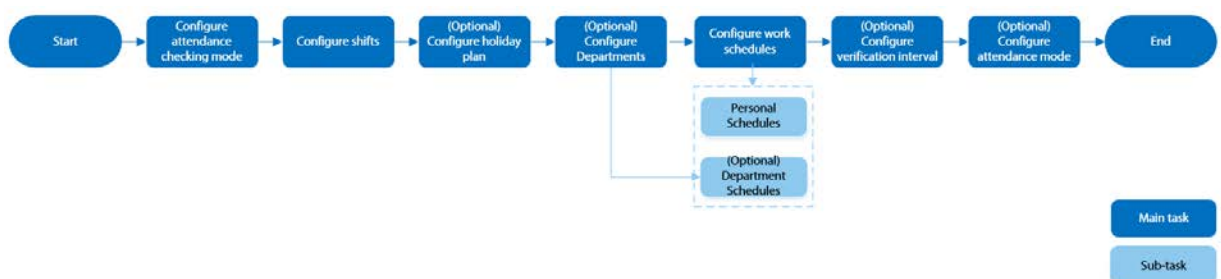 Start
Configure
attendance
checking mode
Configure shifts
(Optional)
Configure holiday
plan
(Optional)
Configure
Departments
Configure work
schedules
(Optional)
Configure
verification interval
(Optional)
Configure
attendance mode
End
Personal
Schedules
(Optional)
Department
Schedules
Main task
Sub-task